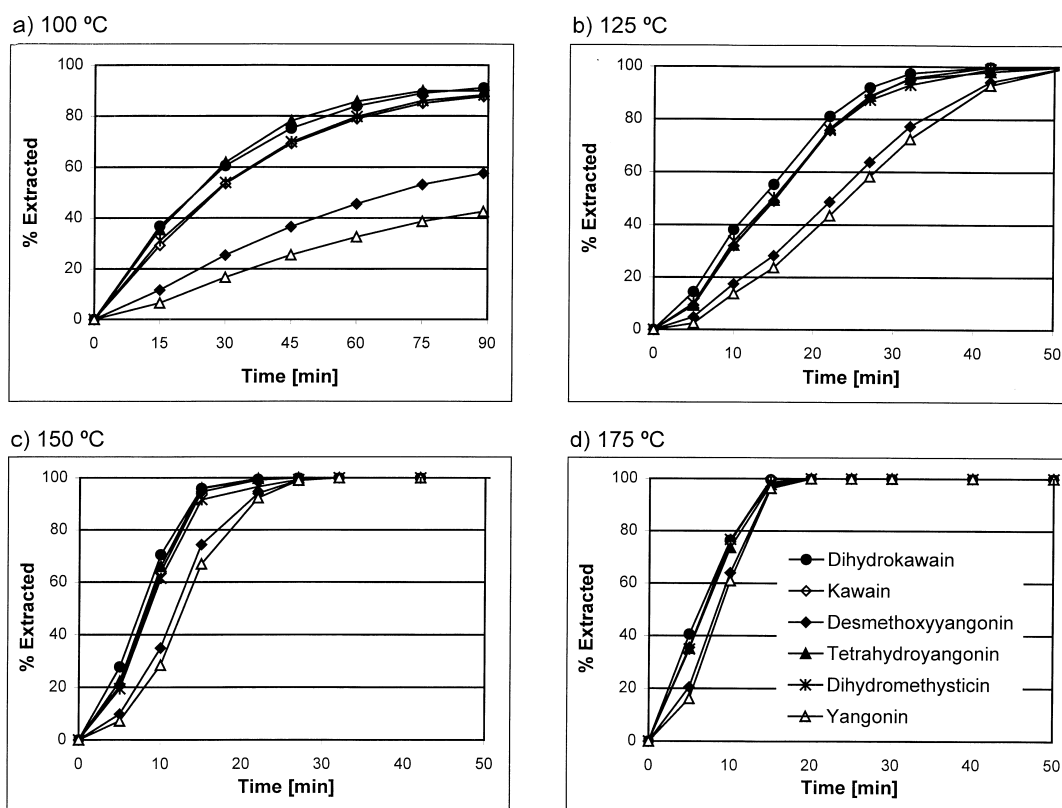 a) 100 ºC
% Extracted
100
80
60
40
20
0
0 15 30 45 60 75 90
Time [min]
b) 125 ºC
% Extracted
100
80
60
40
20
0
0 10 20 30 40 50
Time [min]
c) 150 ºC
% Extracted
100
80
60
40
20
0
0 10 20 30 40 50
Time [min]
d) 175 ºC
% Extracted
100
80
60
40
20
0
Dihydrokawain
Kawain
Desmethoxyyangonin
Tetrahydroyangonin
Dihydromethysticin
Yangonin
0 10 20 30 40 50
Time [min]